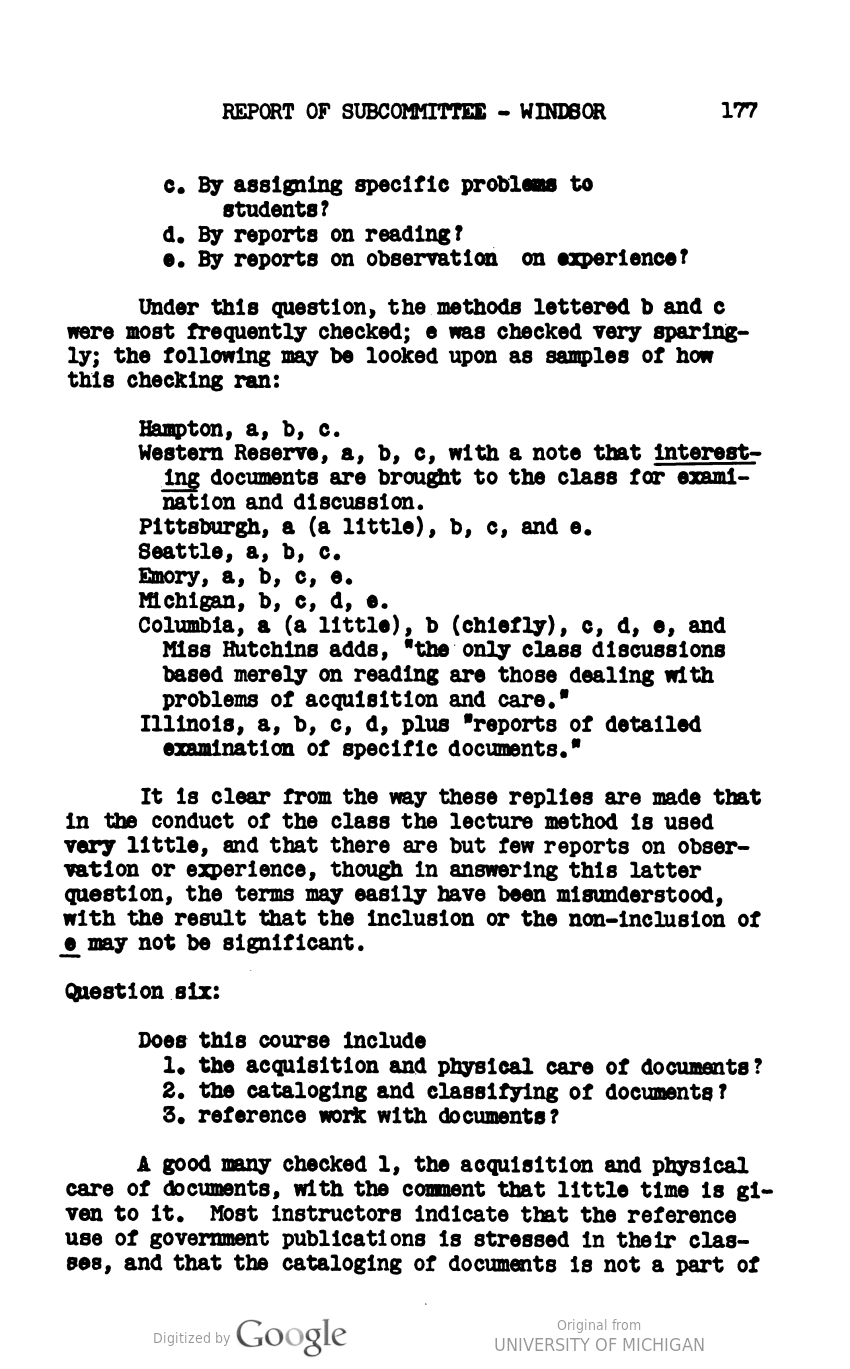 REPORT OF SUBCOMMITTEE - WINDSOR 177
c. By assigning specific problems to
students?
d. By reports on reading?
e. By reports on observation on experience?
Under this question, the methods lettered b and c
were most frequently checked; e was checked very sparing-
ly; the following may be looked upon as samples of how
this checking ran:
Hampton, a, b, c.
Western Reserve, a, b, c, with a note that interest-
ing documents are brought to the class for exami-
nation and discussion.
Pittsburgh, a (a little), b, c, and e.
Seattle, a, b, c.
Emory, a, b, c, e.
Michigan, b, c, d, e.
Columbia, a (a little), b (chiefly), c, d, e, and
Miss Hutchins adds, "the only class discussions
based merely on reading are those dealing with
problems of acquisition and care."
Illinois, a, b, c, d, plus "reports of detailed
examination of specific documents."
It is clear from the way these replies are made that
in the conduct of the class the lecture method is used
very little, and that there are but few reports on obser-
vation or experience, though in answering this latter
question, the terms may easily have been misunderstood,
with the result that the inclusion or the non-inclusion of
e may not be significant.
Question six:
Does this course include
1. the acquisition and physical care of documents?
2. the cataloging and classifying of documents?
3. reference work with documents?
A good many checked 1, the acquisition and physical
care of documents, with the comment that little time is gi-
ven to it. Most instructors indicate that the reference
use of government publications is stressed in their clas-
ses, and that the cataloging of documents is not a part of
Digitized by Google
Original from
UNIVERSITY OF MICHIGAN